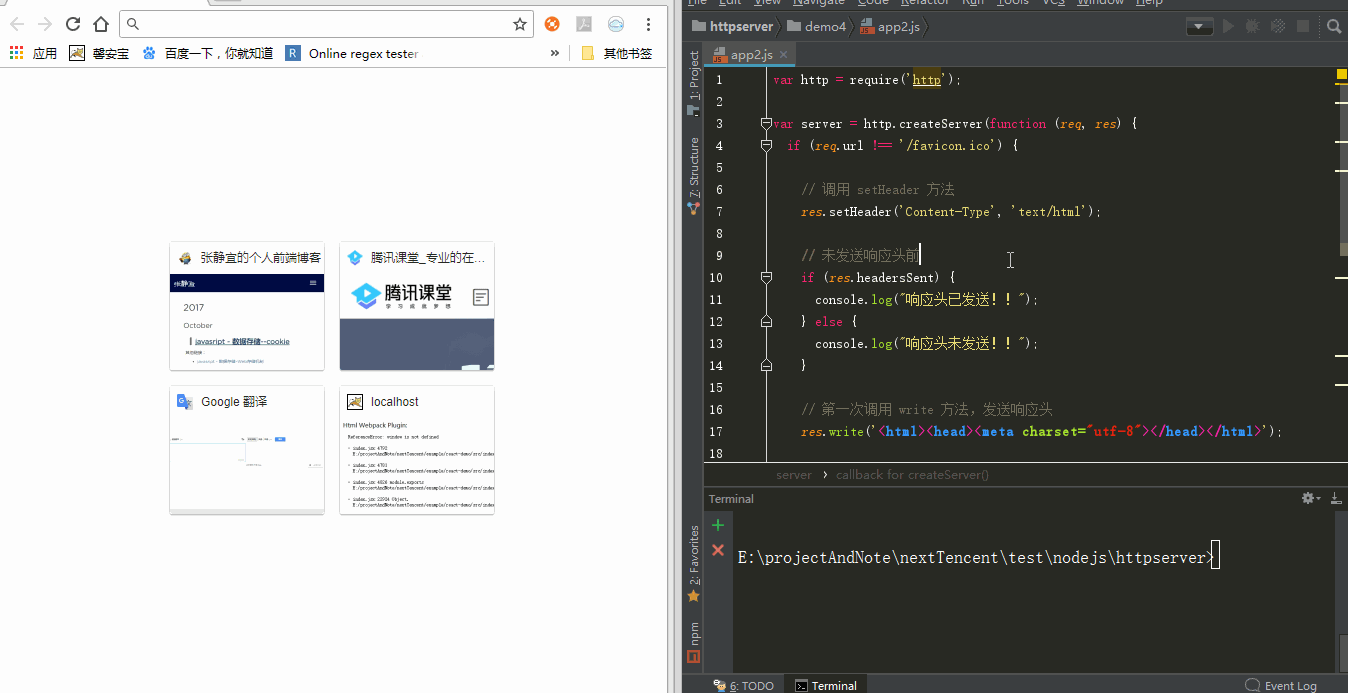 应用 馨安宝 百度一下，你就知道 R Online regex tester » 其他书签
张静宜的个人前端博客
张静宜
2017
October
javasript - 数据存储--cookie
腾讯课堂_专业的在...
腾讯课堂
学 习 成 就 梦 想
Google 翻译
localhost
Html Webpack Plugin:
ReferenceError: window is not defined
File Edit View Navigate Code Refactor Run Tools VCS Window Help
httpserver demo4 app2.js
app2.js ×
1: Project
7: Structure
2: Favorites
npm
1 var http = require('http');
2
3 var server = http.createServer(function (req, res) {
4 if (req.url !== '/favicon.ico') {
5
6 // 调用 setHeader 方法
7 res.setHeader('Content-Type', 'text/html');
8
9 // 未发送响应头前
10 if (res.headersSent) {
11 console.log("响应头已发送！！");
12 } else {
13 console.log("响应头未发送！！");
14 }
15
16 // 第一次调用 write 方法，发送响应头
17 res.write('<html><head><meta charset="utf-8"></head></html>');
18
server › callback for createServer()
Terminal
E:\projectAndNote\nextTencent\test\nodejs\httpserver>
6: TODO Terminal Event Log